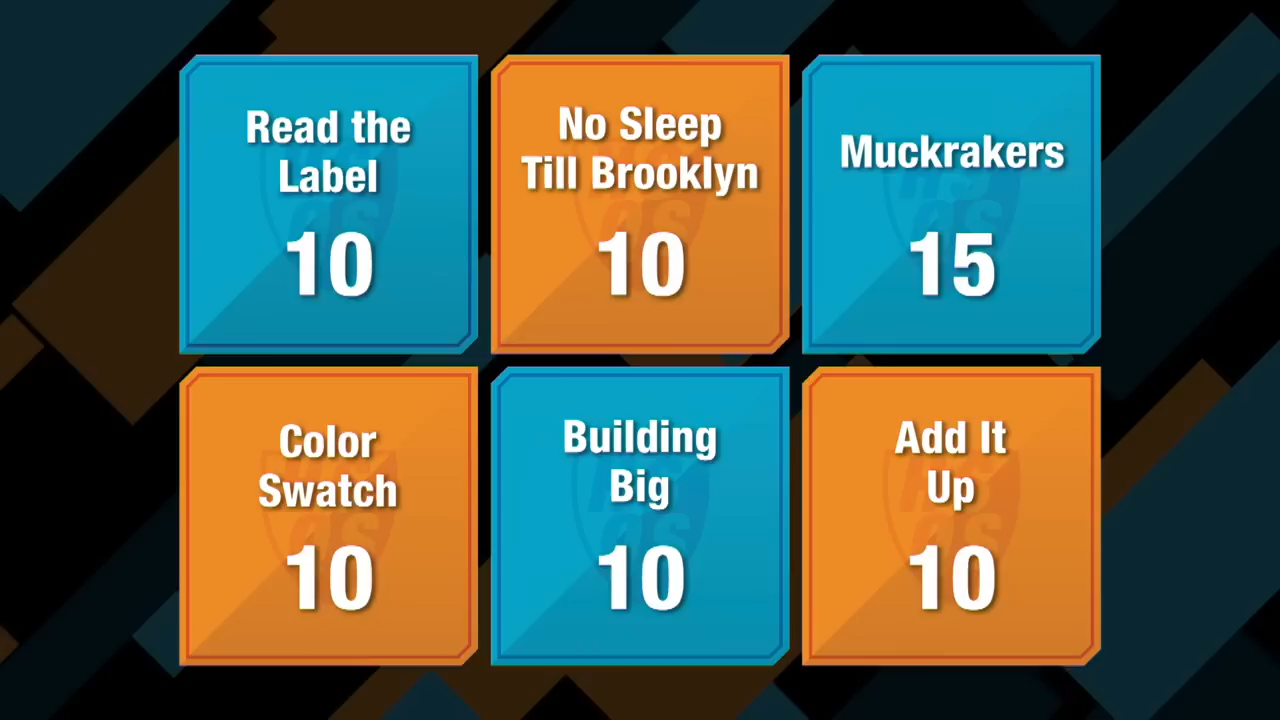 Read the
Label
10
No Sleep
Till Brooklyn
10
Muckrakers
15
Color
Swatch
10
Building
Big
10
Add It
Up
10